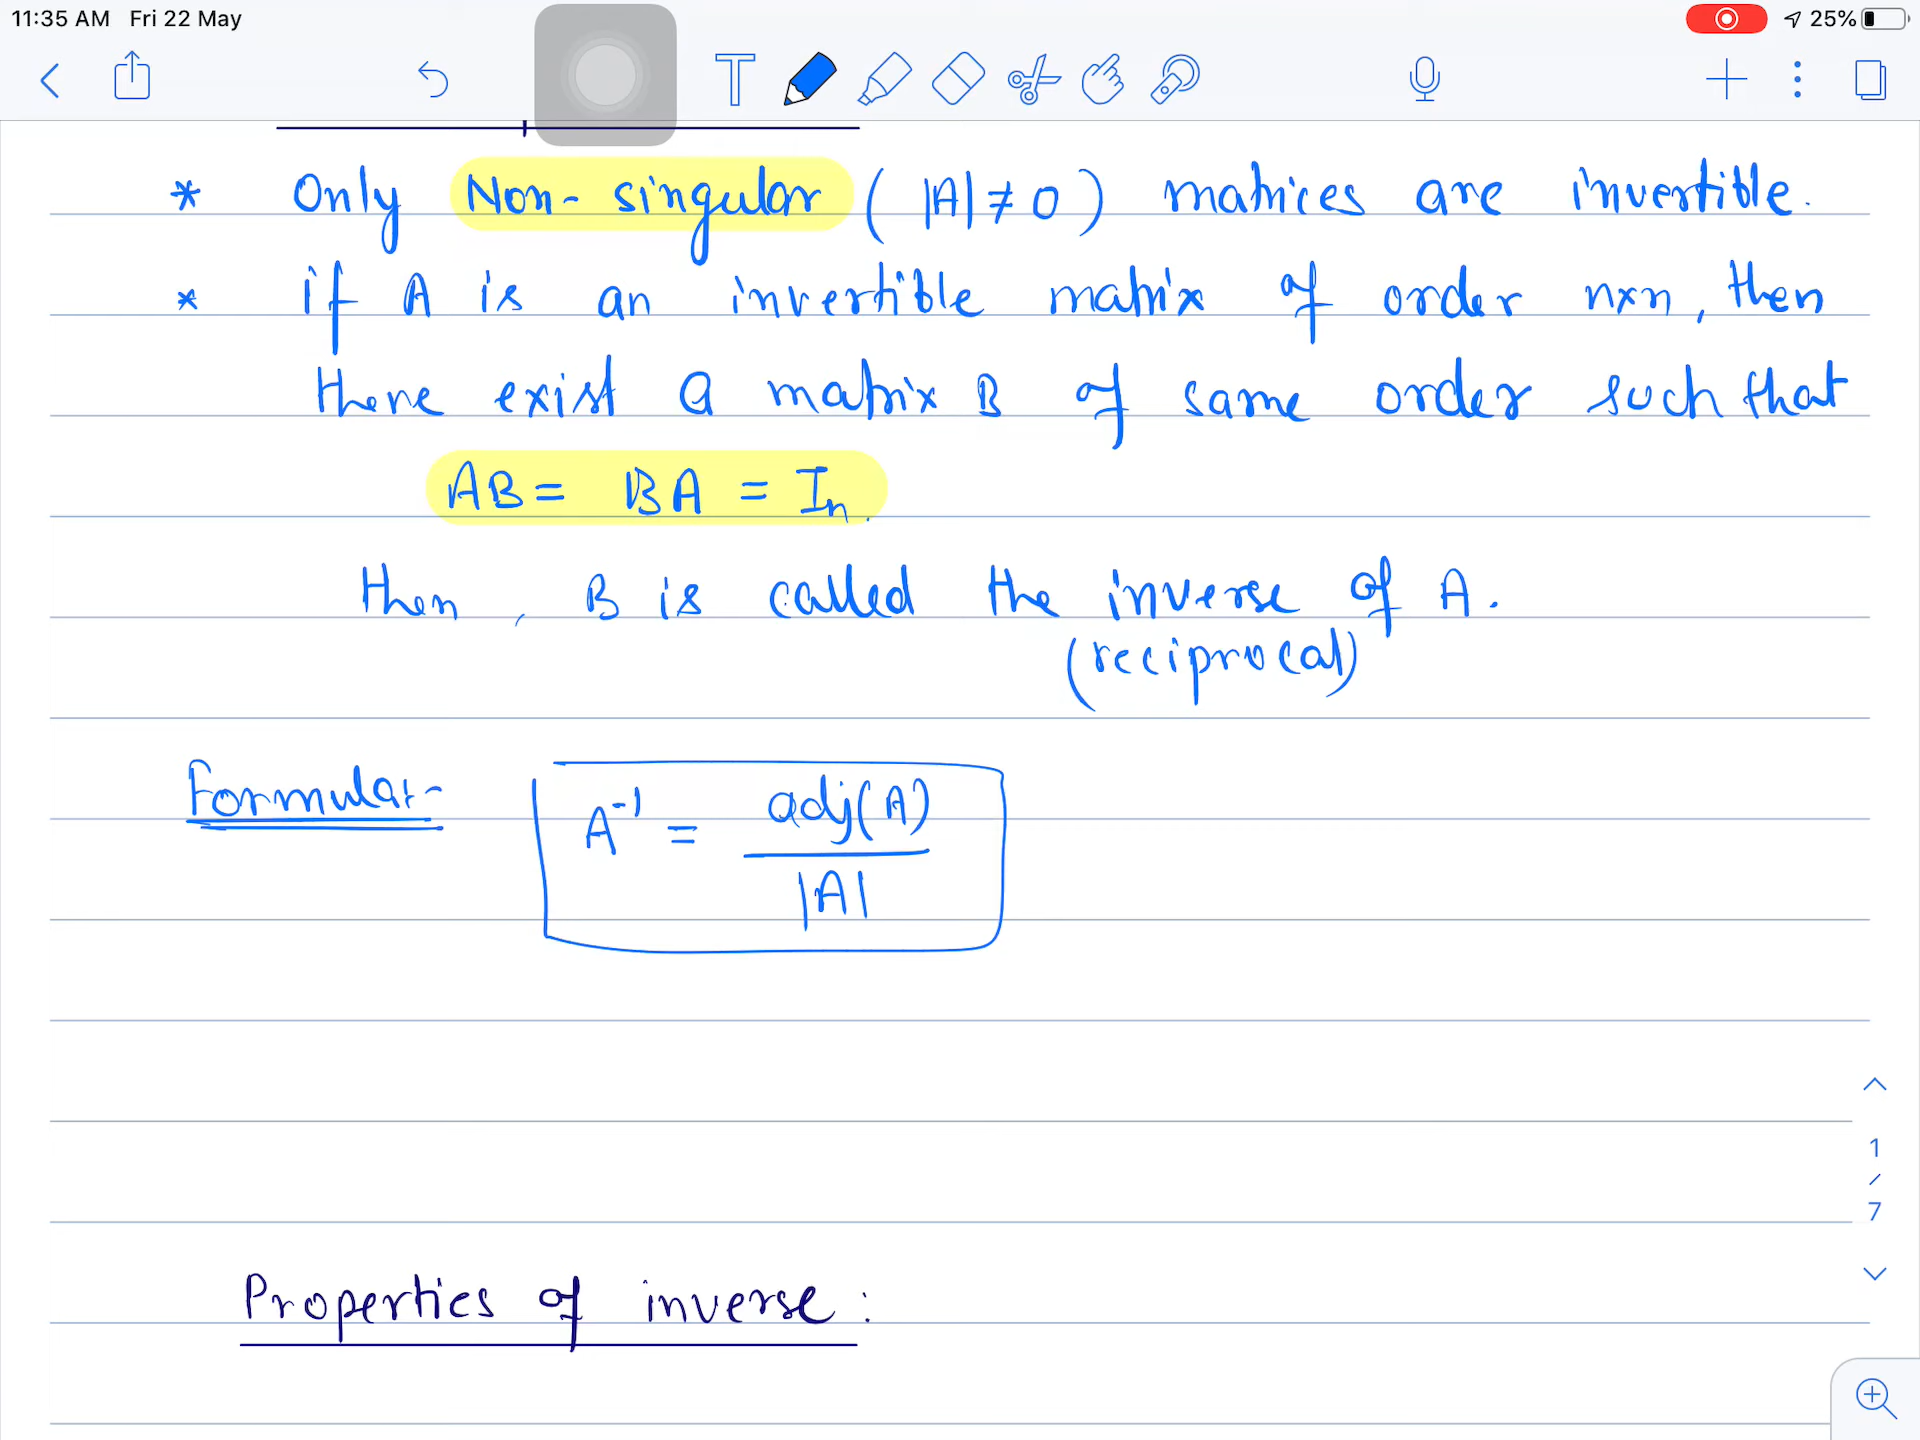 11:35 AM Fri 22 May
25%
* Only Non-singular ( |A| ≠ 0 ) matrices are invertible.
* if A is an invertible matrix of order n×n, then
there exist a matrix B of same order such that
AB = BA = Iₙ.
then, B is called the inverse of A.
(reciprocal)
Formula:-
A⁻¹ = adj(A) / |A|
1
/
7
Properties of inverse :